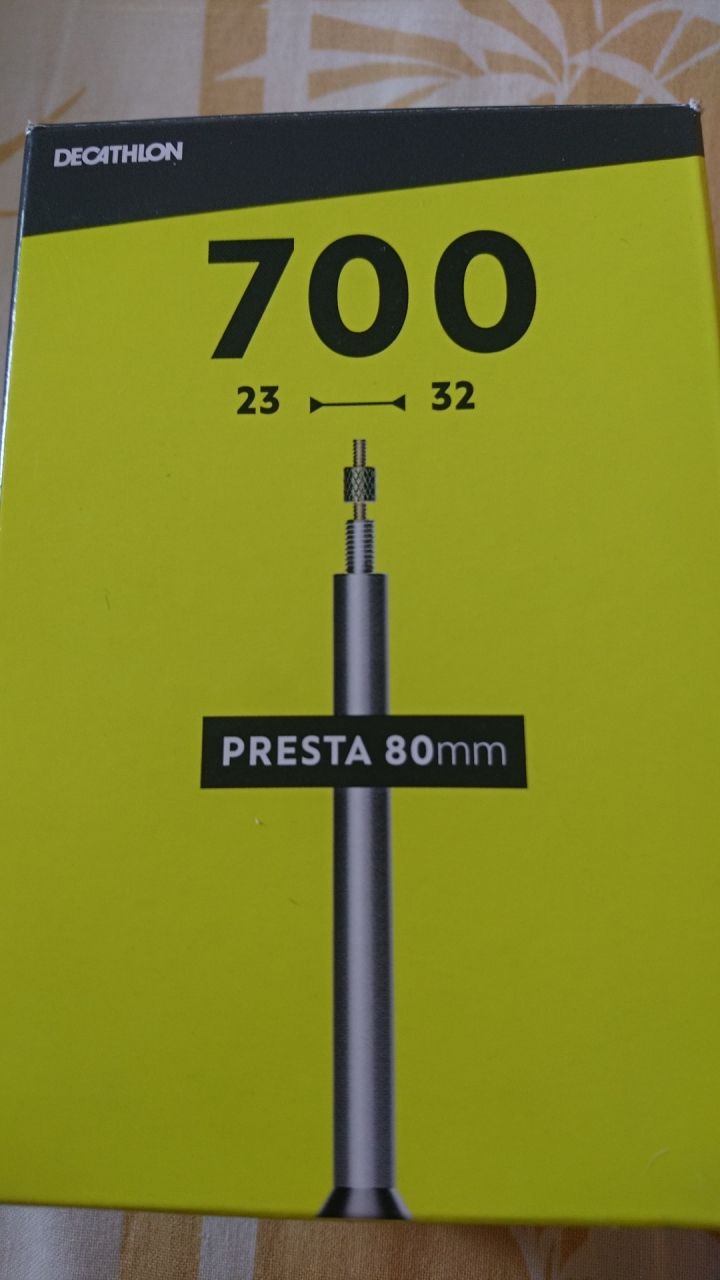 DECATHLON
700
23 32
PRESTA 80mm